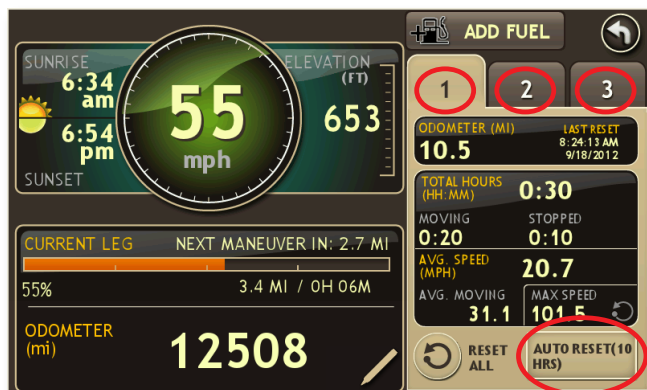 ADD FUEL
SUNRISE
6:34
am
6:54
pm
SUNSET
55
mph
ELEVATION
(FT)
653
1 2 3
ODOMETER (MI)
10.5
LAST RESET
8:24:13 AM
9/18/2012
TOTAL HOURS
(HH:MM)
0:30
MOVING STOPPED
0:20 0:10
AVG. SPEED
(MPH)
20.7
AVG. MOVING
31.1
MAX SPEED
101.5
CURRENT LEG NEXT MANEUVER IN: 2.7 MI
55% 3.4 MI / 0H 06M
ODOMETER
(mi)
12508
RESET
ALL
AUTO RESET(10
HRS)